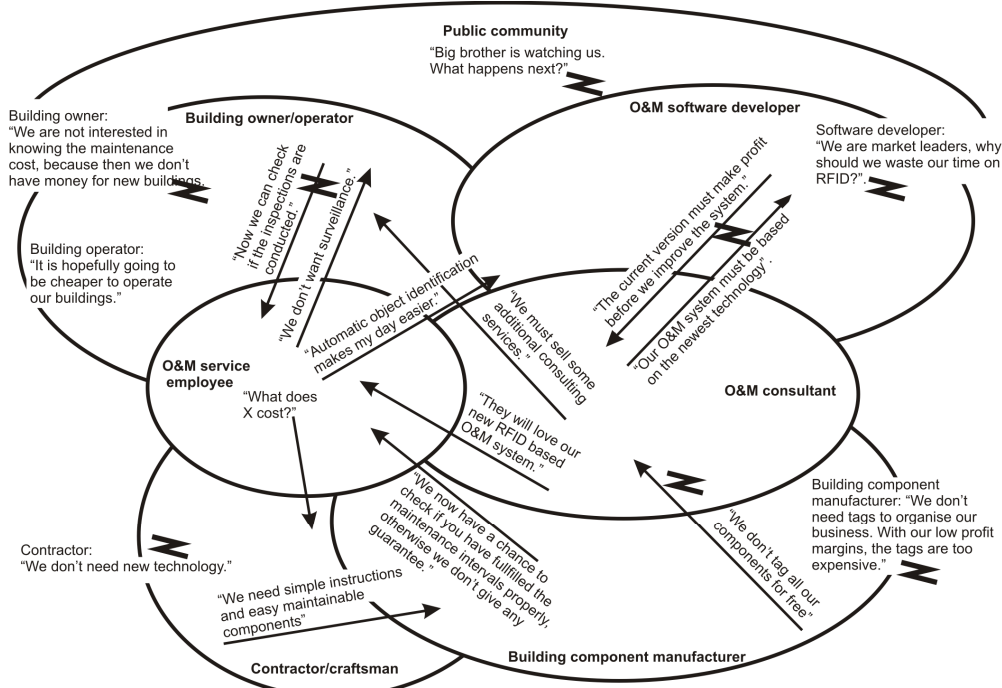 Public community
“Big brother is watching us.
What happens next?”
Building owner:
“We are not interested in
knowing the maintenance
cost, because then we don’t
have money for new buildings.
Building owner/operator
O&M software developer
Software developer:
“We are market leaders, why
should we waste our time on
RFID?”.
Building operator:
“It is hopefully going to
be cheaper to operate
our buildings.”
“Now we can check
if the inspections are
conducted.”
“We don’t want surveillance.”
“The current version must make profit
before we improve the system.”
“Our O&M system must be based
on the newest technology”.
“Automatic object identification
makes my day easier.”
“We must sell some
additional consulting
services.”
O&M service
employee
“What does
X cost?”
O&M consultant
“They will love our
new RFID based
O&M system.”
“We now have a chance to
check if you have fullfilled the
maintenance intervals properly,
otherwise we don’t give any
guarantee.”
“We don’t tag all our
components for free”
Building component
manufacturer: “We don’t
need tags to organise our
business. With our low profit
margins, the tags are too
expensive.”
Contractor:
“We don’t need new technology.”
“We need simple instructions
and easy maintainable
components”
Contractor/craftsman
Building component manufacturer